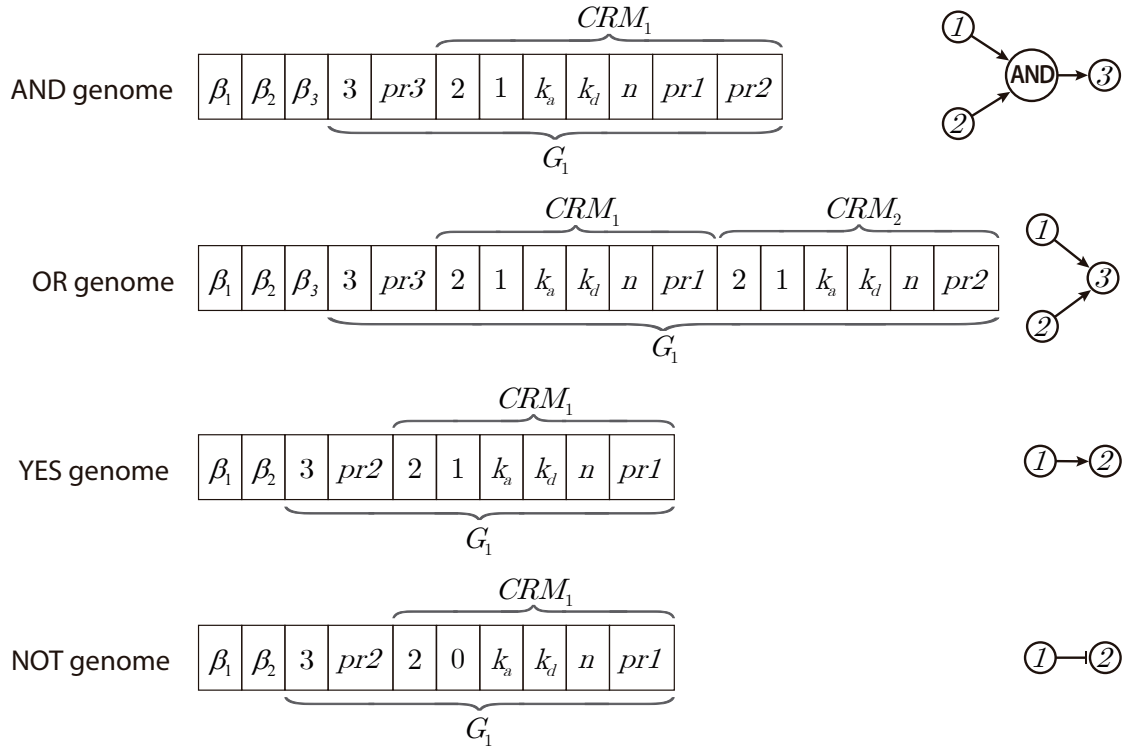 CRM₁
AND genome β₁ β₂ β₃ 3 pr3 2 1 kₐ k_d n pr1 pr2
G₁
1 2 AND 3
CRM₁ CRM₂
OR genome β₁ β₂ β₃ 3 pr3 2 1 kₐ k_d n pr1 2 1 kₐ k_d n pr2
G₁
1 2 3
CRM₁
YES genome β₁ β₂ 3 pr2 2 1 kₐ k_d n pr1
G₁
1 2
CRM₁
NOT genome β₁ β₂ 3 pr2 2 0 kₐ k_d n pr1
G₁
1 2